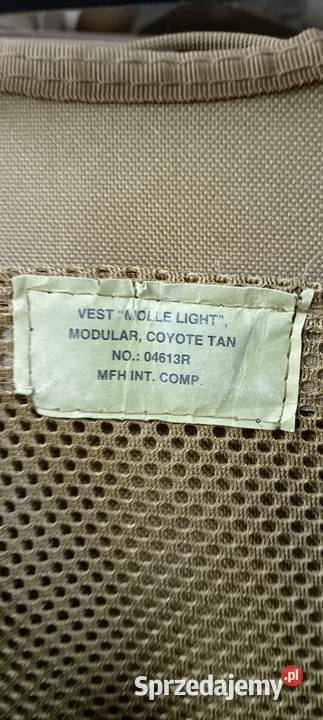 VEST "MOLLE LIGHT",
MODULAR, COYOTE TAN
NO.: 04613R
MFH INT. COMP.
Sprzedajemy.pl